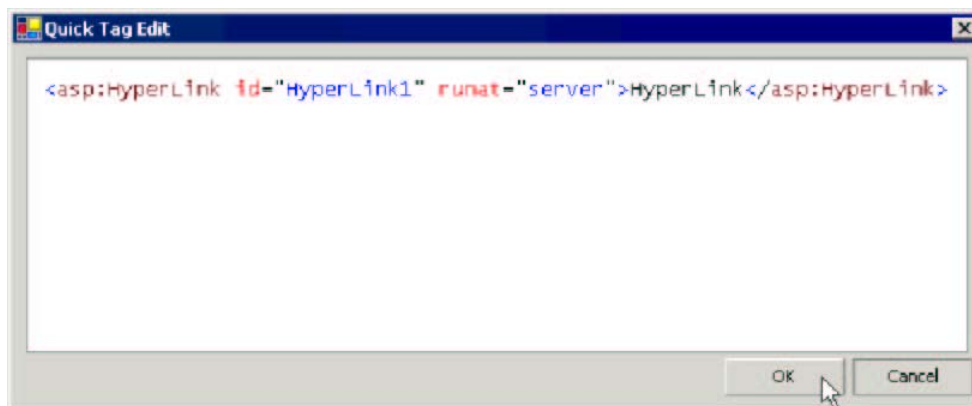 Quick Tag Edit
<asp:HyperLink id="HyperLink1" runat="server">HyperLink</asp:HyperLink>
OK
Cancel